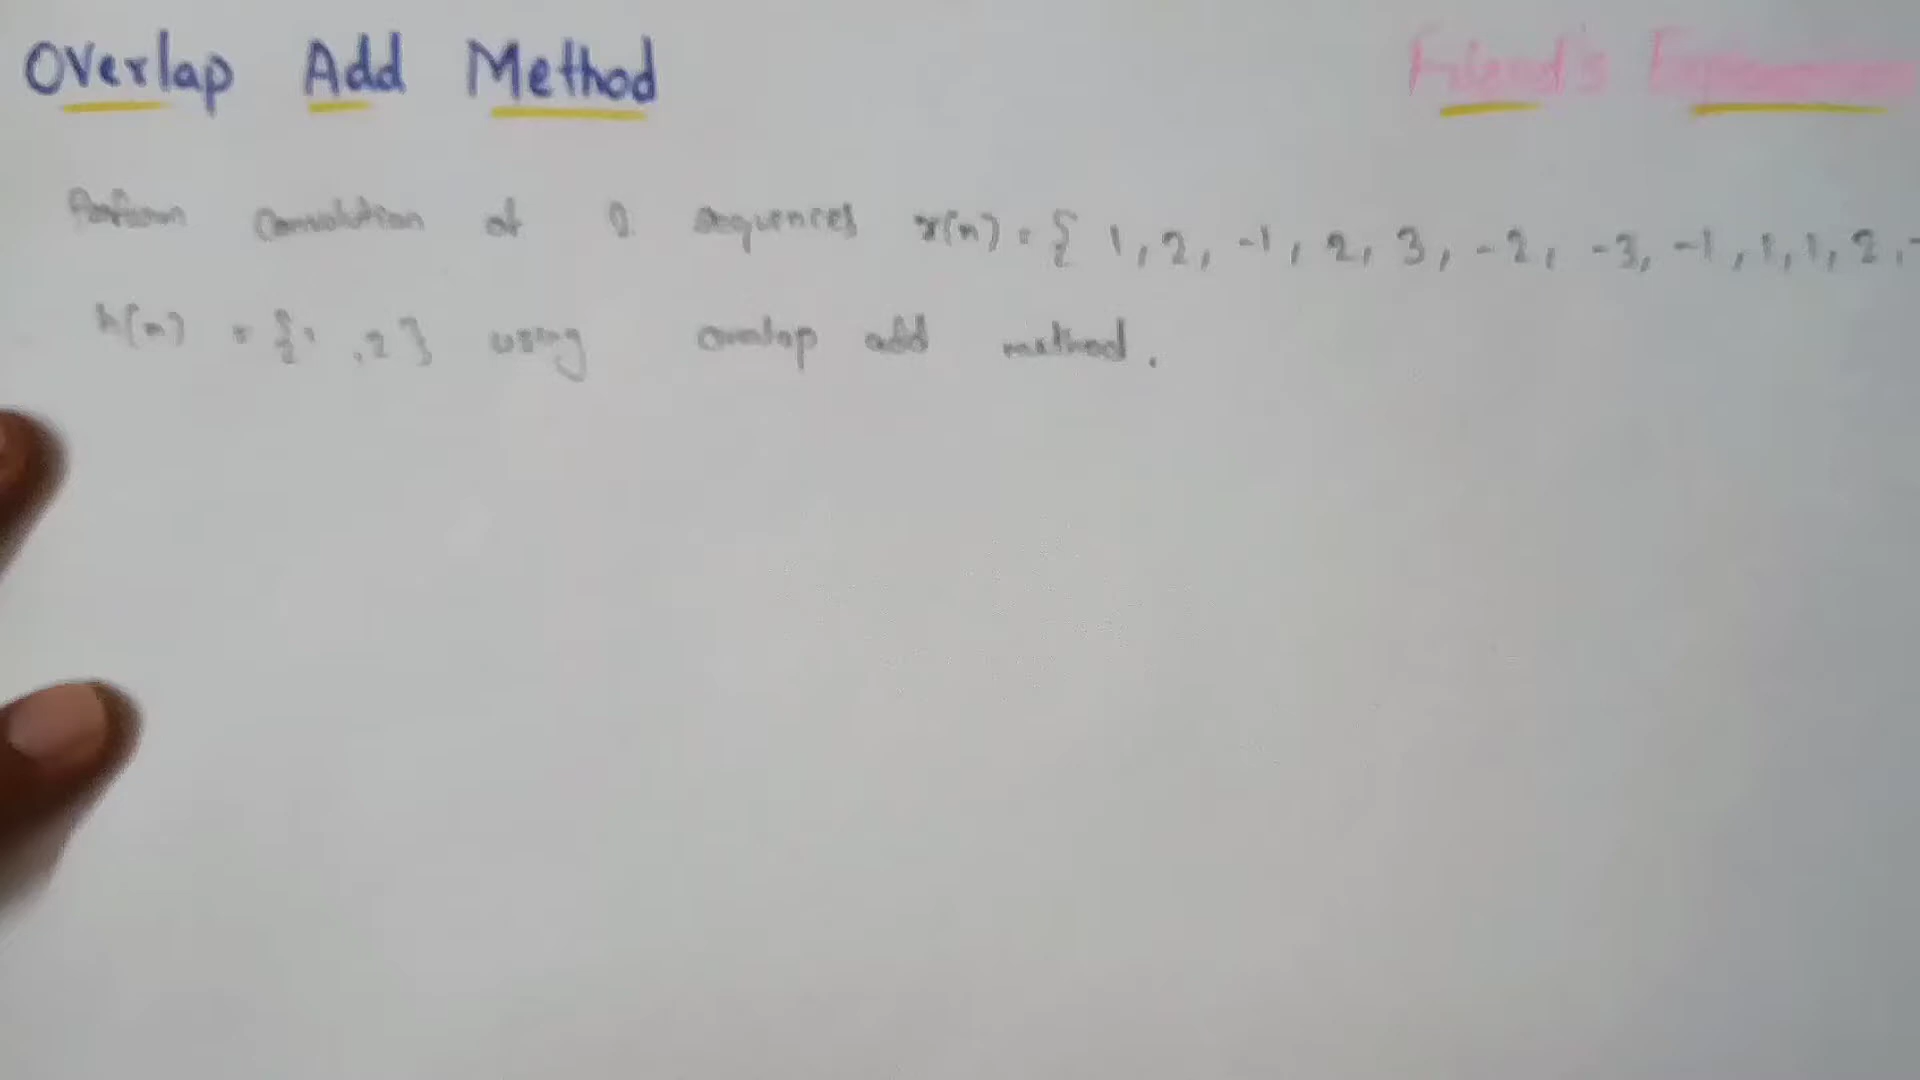 Overlap Add Method
Friend's
Perform Convolution of 2 sequences x(n) = { 1, 2, -1, 2, 3, -2, -3, -1, 1, 1, 2, -
h(n) = { 1, 2 } using overlap add method.